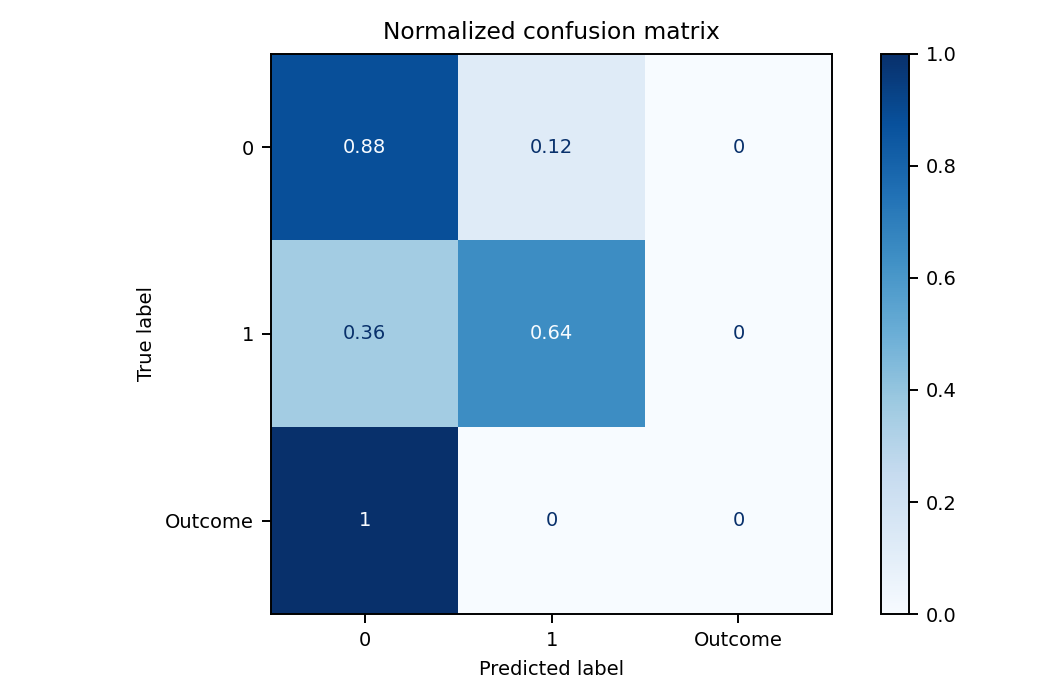 Normalized confusion matrix
0 0.88 0.12 0
1 0.36 0.64 0
Outcome 1 0 0
0 1 Outcome
Predicted label
True label
1.0
0.8
0.6
0.4
0.2
0.0